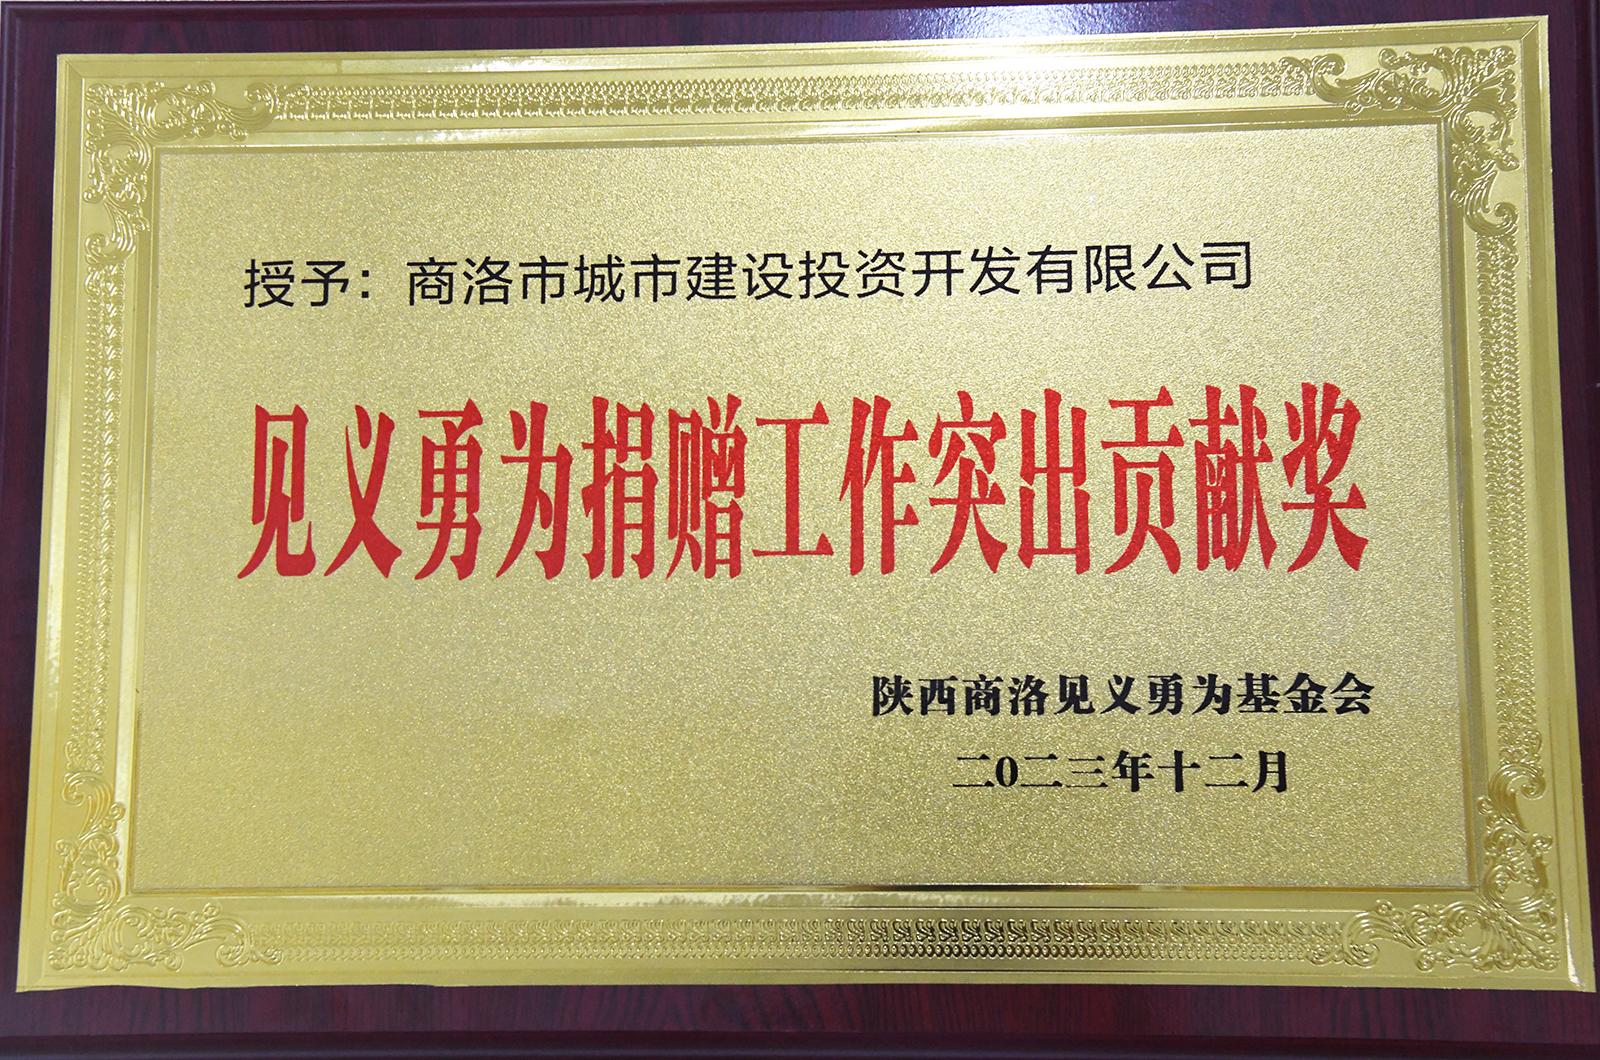 授予：商洛市城市建设投资开发有限公司
见义勇为捐赠工作突出贡献奖
陕西商洛见义勇为基金会
二0二三年十二月